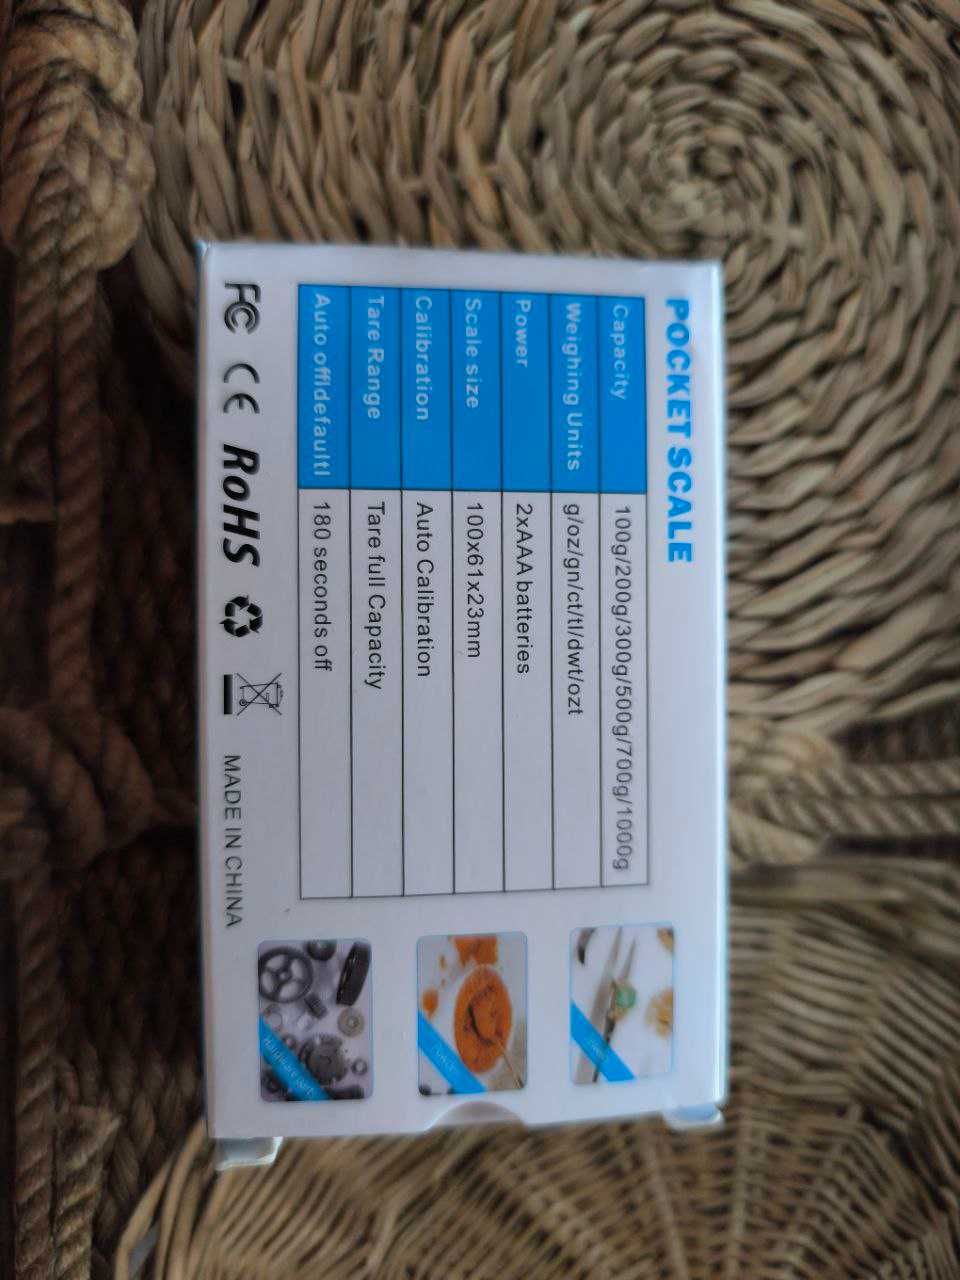 POCKET SCALE
Capacity 100g/200g/300g/500g/700g/1000g
Weighing Units g/oz/gn/ct/tl/dwt/ozt
Power 2xAAA batteries
Scale size 100x61x23mm
Calibration Auto Calibration
Tare Range Tare full Capacity
Auto offldefaultl 180 seconds off
FC CE RoHS MADE IN CHINA